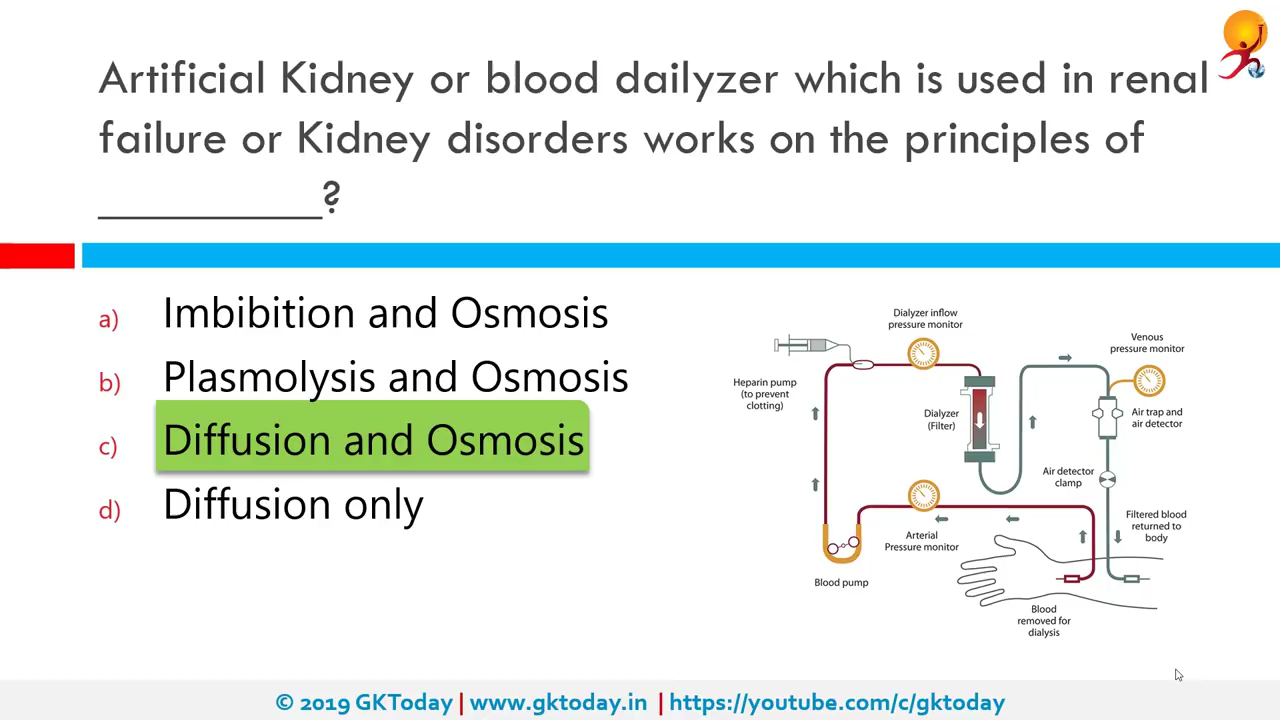 Artificial Kidney or blood dailyzer which is used in renal
failure or Kidney disorders works on the principles of
__________?
a) Imbibition and Osmosis
b) Plasmolysis and Osmosis
c) Diffusion and Osmosis
d) Diffusion only
Dialyzer inflow
pressure monitor
Venous
pressure monitor
Heparin pump
(to prevent
clotting)
Dialyzer
(Filter)
Air trap and
air detector
Air detector
clamp
Filtered blood
returned to
body
Arterial
Pressure monitor
Blood pump
Blood
removed for
dialysis
© 2019 GKToday | www.gktoday.in | https://youtube.com/c/gktoday